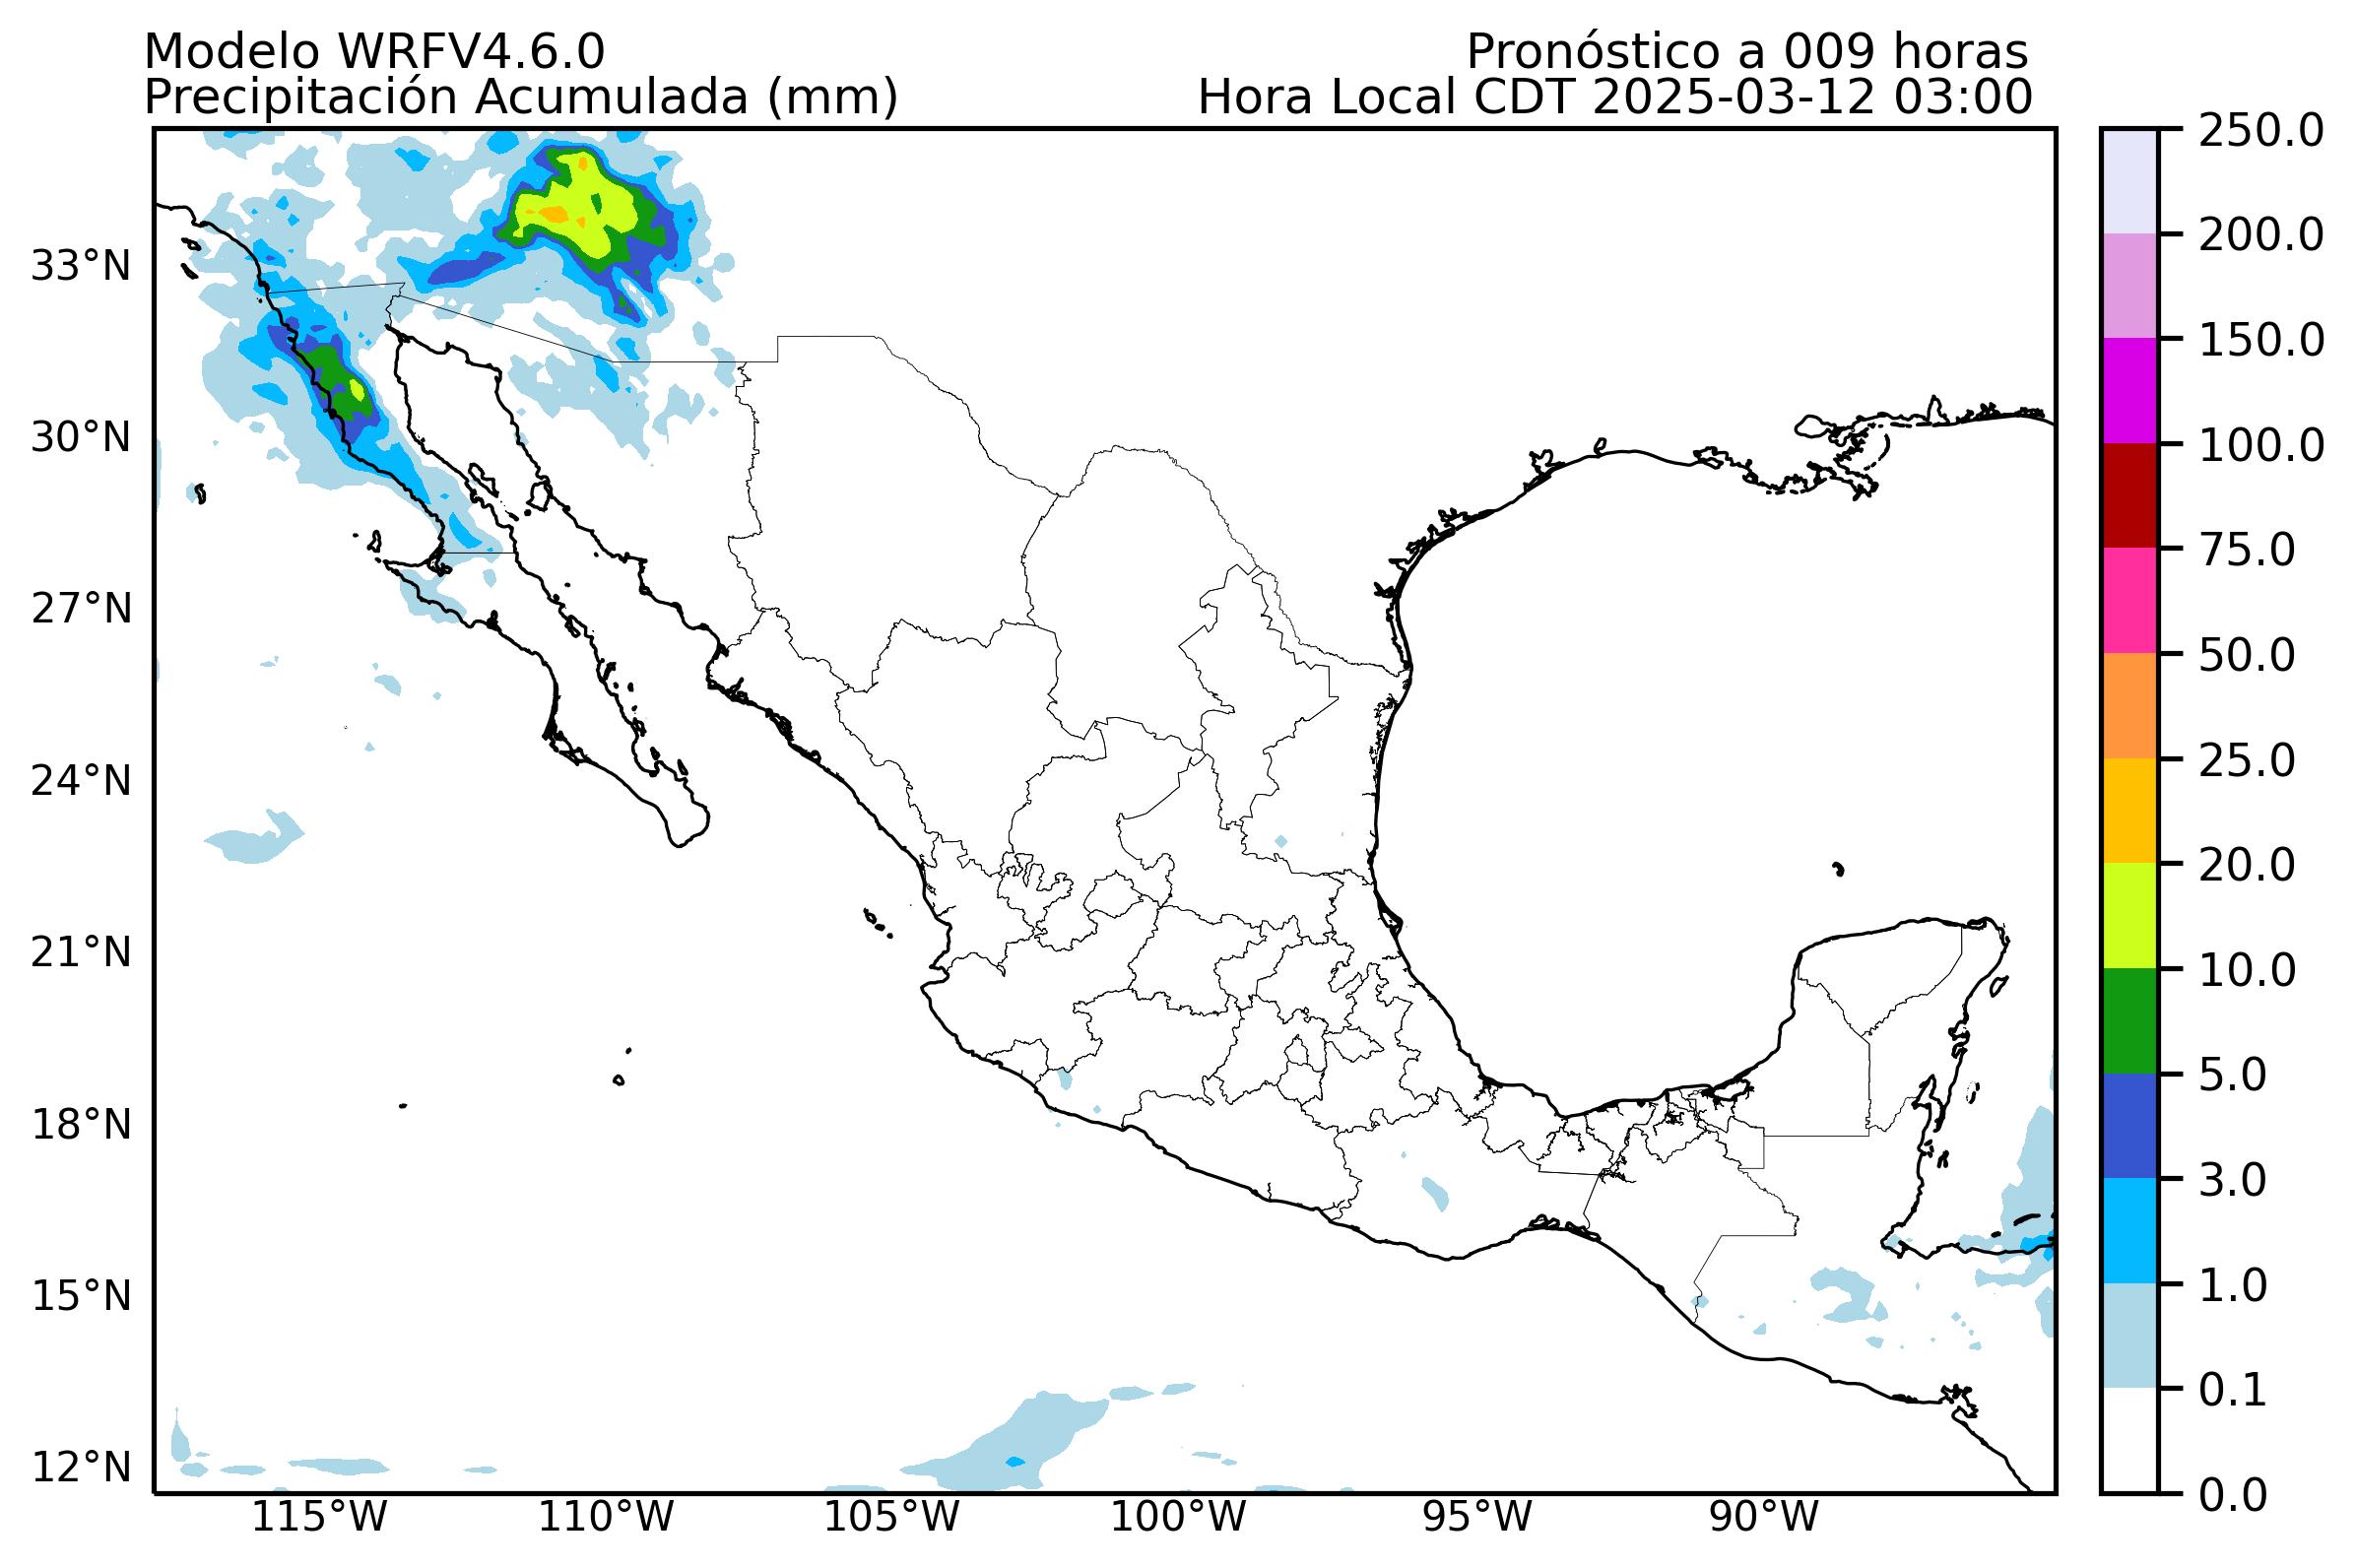 Modelo WRFV4.6.0
Pronóstico a 009 horas
Precipitación Acumulada (mm)
Hora Local CDT 2025-03-12 03:00
33°N
30°N
27°N
24°N
21°N
18°N
15°N
12°N
115°W
110°W
105°W
100°W
95°W
90°W
250.0
200.0
150.0
100.0
75.0
50.0
25.0
20.0
10.0
5.0
3.0
1.0
0.1
0.0